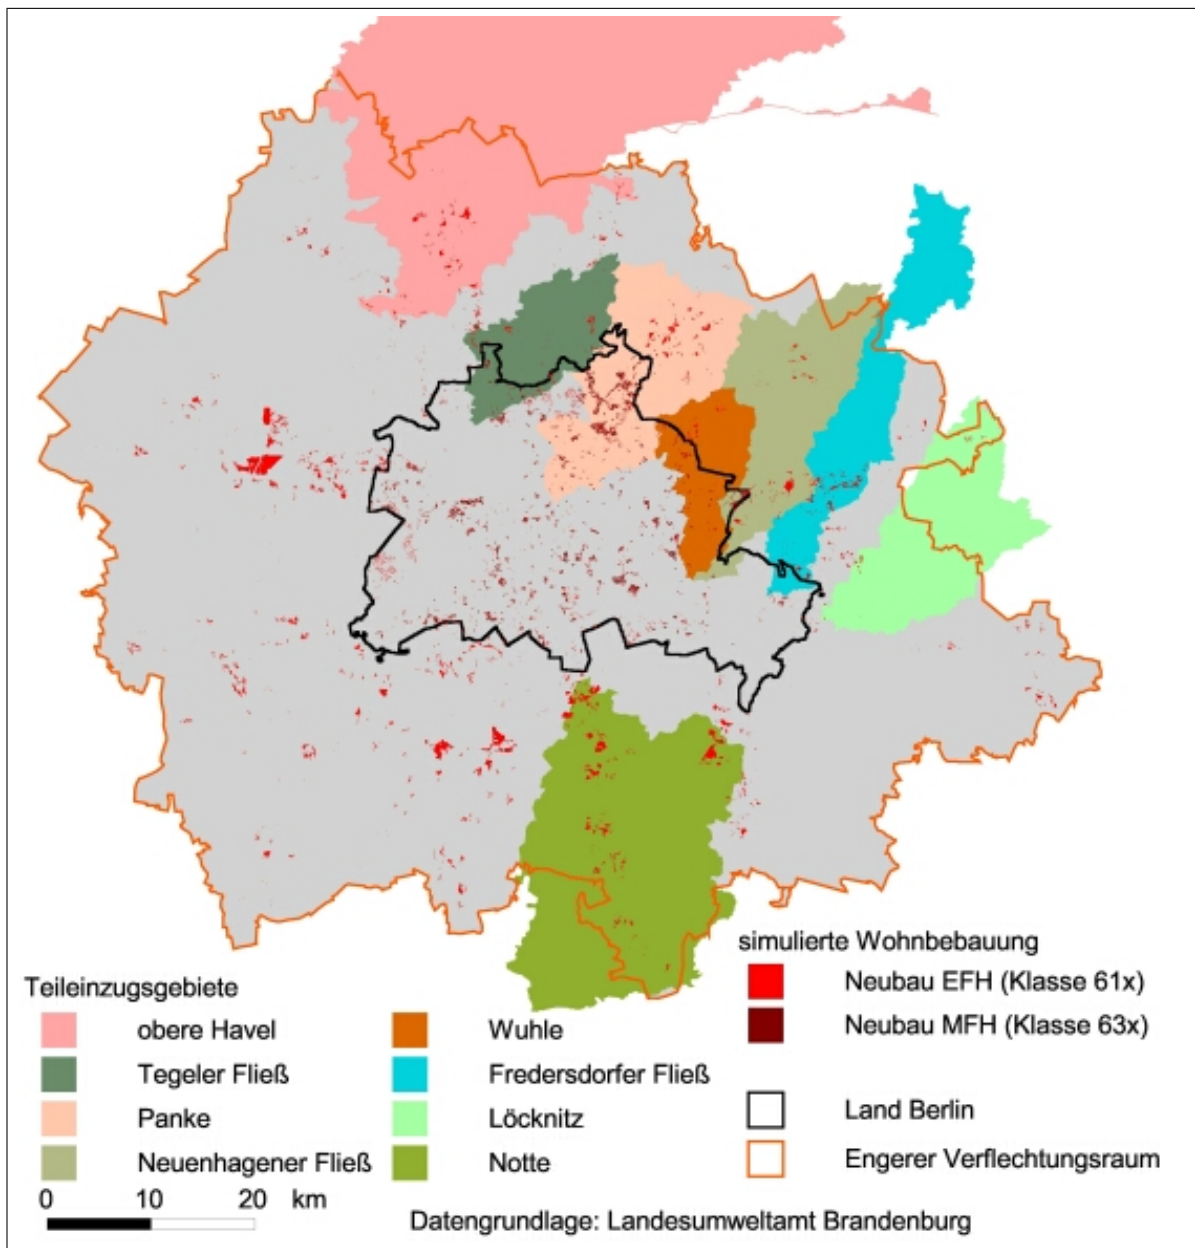 simulierte Wohnbebauung
Neubau EFH (Klasse 61x)
Neubau MFH (Klasse 63x)
Land Berlin
Engerer Verflechtungsraum
Teileinzugsgebiete
obere Havel
Tegeler Fließ
Panke
Neuenhagener Fließ
Wuhle
Fredersdorfer Fließ
Löcknitz
Notte
0 10 20 km
Datengrundlage: Landesumweltamt Brandenburg